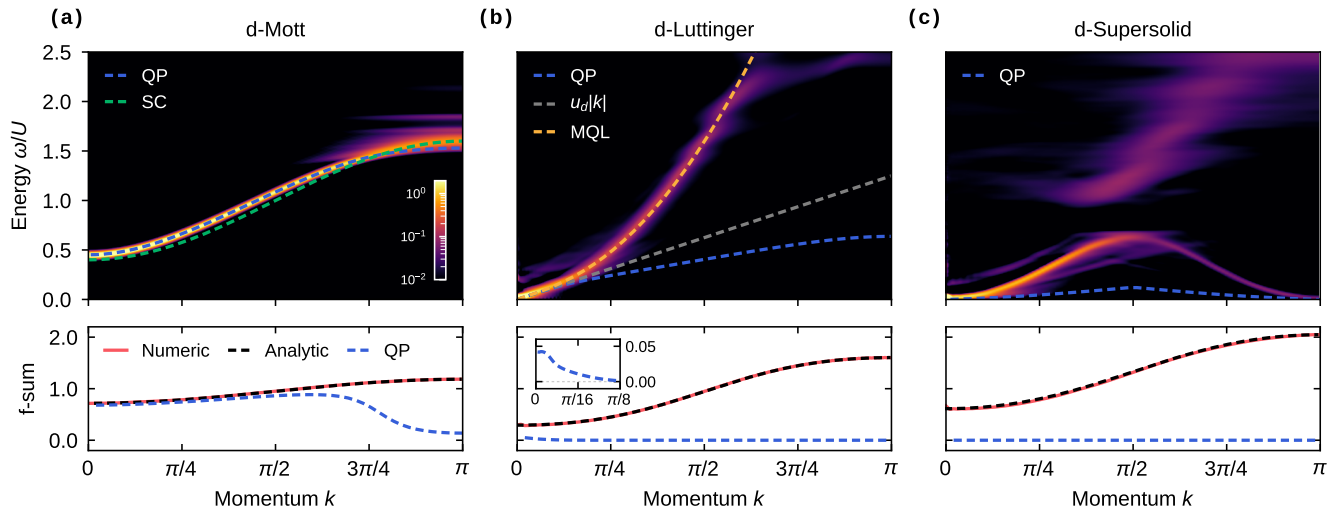 (a)
d-Mott
2.5
2.0
1.5
1.0
0.5
0.0
Energy ω/U
QP
SC
10⁰
10⁻¹
10⁻²
(b)
d-Luttinger
QP
u_d|k|
MQL
(c)
d-Supersolid
QP
2.0
1.0
0.0
f-sum
Numeric
Analytic
QP
0
π/4
π/2
3π/4
π
Momentum k
0.05
0.00
0
π/16
π/8
0
π/4
π/2
3π/4
π
Momentum k
0
π/4
π/2
3π/4
π
Momentum k